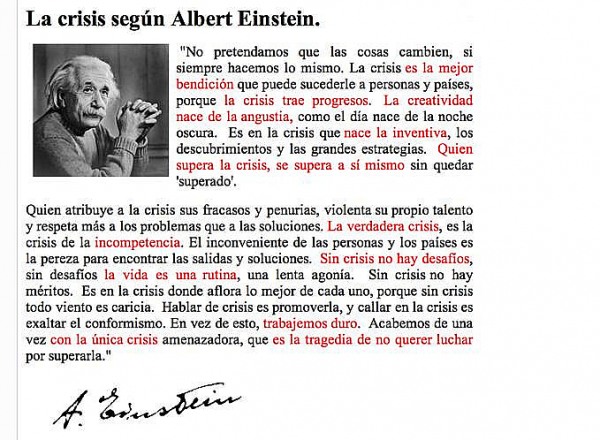 La crisis según Albert Einstein.
"No pretendamos que las cosas cambien, si
siempre hacemos lo mismo. La crisis es la mejor
bendición que puede sucederle a personas y países,
porque la crisis trae progresos. La creatividad
nace de la angustia, como el día nace de la noche
oscura. Es en la crisis que nace la inventiva, los
descubrimientos y las grandes estrategias. Quien
supera la crisis, se supera a sí mismo sin quedar
'superado'.
Quien atribuye a la crisis sus fracasos y penurias, violenta su propio talento
y respeta más a los problemas que a las soluciones. La verdadera crisis, es la
crisis de la incompetencia. El inconveniente de las personas y los países es
la pereza para encontrar las salidas y soluciones. Sin crisis no hay desafíos,
sin desafíos la vida es una rutina, una lenta agonía. Sin crisis no hay
méritos. Es en la crisis donde aflora lo mejor de cada uno, porque sin crisis
todo viento es caricia. Hablar de crisis es promoverla, y callar en la crisis es
exaltar el conformismo. En vez de esto, trabajemos duro. Acabemos de una
vez con la única crisis amenazadora, que es la tragedia de no querer luchar
por superarla."
A. Einstein